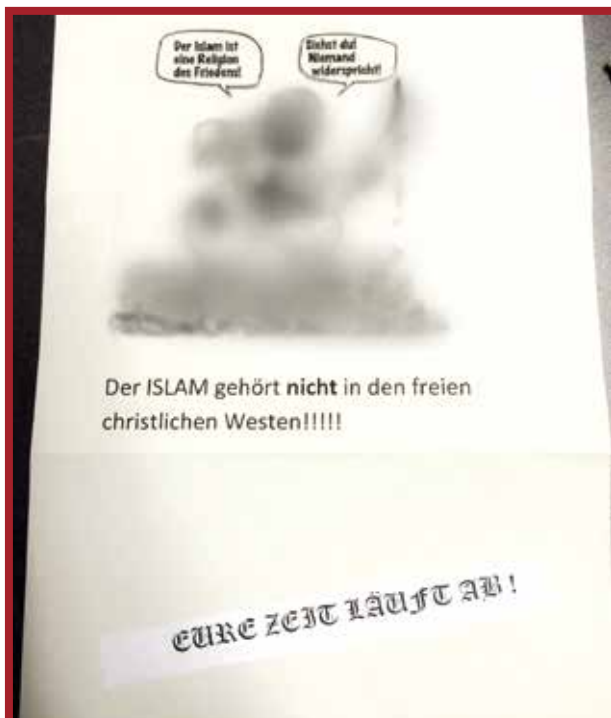 Der Islam ist
eine Religion
des Friedens!
Siehst du!
Niemand
widerspricht!
Der ISLAM gehört nicht in den freien
christlichen Westen!!!!!
EURE ZEIT LÄUFT AB!